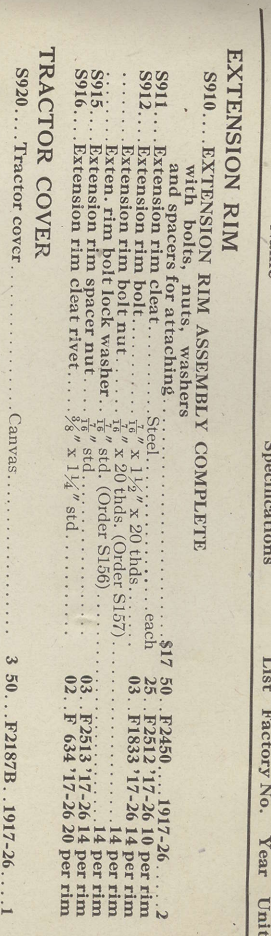 Specifications List Factory No. Year Unit
EXTENSION RIM
S910.... EXTENSION RIM ASSEMBLY COMPLETE
with bolts, nuts, washers
and spacers for attaching.................... $17 50 .. F2450 .... 1917-26 ...... 2
S911.... Extension rim cleat.......... Steel.............. each 25 .. F2512 '17-26 10 per rim
S912.... Extension rim bolt.......... 7/16" x 1 1/2" x 20 thds....... 03 .. F1833 '17-26 14 per rim
....... Extension rim bolt nut..... 7/16" x 20 thds. (Order S157)............ 14 per rim
....... Exten. rim bolt lock washer.. 7/16" std. (Order S156)................ 14 per rim
S915.... Extension rim spacer nut.... 7/16" std.................. 03 .. F2513 '17-26 14 per rim
S916.... Extension rim cleat rivet.... 3/8" x 1 1/4" std............ 02 .. F 634 '17-26 20 per rim
TRACTOR COVER
S920.... Tractor cover................ Canvas.................. 3 50 .... F2187B .. 1917-26 .... 1